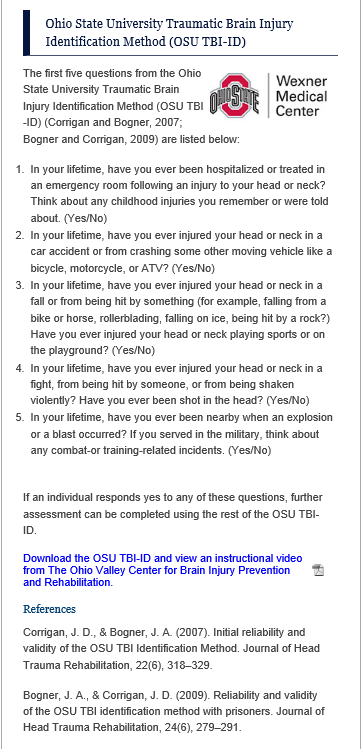 Ohio State University Traumatic Brain Injury
Identification Method (OSU TBI-ID)
The first five questions from the Ohio
State University Traumatic Brain
Injury Identification Method (OSU TBI
-ID) (Corrigan and Bogner, 2007;
Bogner and Corrigan, 2009) are listed below:
OHIO STATE
Wexner
Medical
Center
1. In your lifetime, have you ever been hospitalized or treated in
an emergency room following an injury to your head or neck?
Think about any childhood injuries you remember or were told
about. (Yes/No)
2. In your lifetime, have you ever injured your head or neck in a
car accident or from crashing some other moving vehicle like a
bicycle, motorcycle, or ATV? (Yes/No)
3. In your lifetime, have you ever injured your head or neck in a
fall or from being hit by something (for example, falling from a
bike or horse, rollerblading, falling on ice, being hit by a rock?)
Have you ever injured your head or neck playing sports or on
the playground? (Yes/No)
4. In your lifetime, have you ever injured your head or neck in a
fight, from being hit by someone, or from being shaken
violently? Have you ever been shot in the head? (Yes/No)
5. In your lifetime, have you ever been nearby when an explosion
or a blast occurred? If you served in the military, think about
any combat-or training-related incidents. (Yes/No)
If an individual responds yes to any of these questions, further
assessment can be completed using the rest of the OSU TBI-
ID.
Download the OSU TBI-ID and view an instructional video
from The Ohio Valley Center for Brain Injury Prevention
and Rehabilitation.
References
Corrigan, J. D., & Bogner, J. A. (2007). Initial reliability and
validity of the OSU TBI Identification Method. Journal of Head
Trauma Rehabilitation, 22(6), 318–329.
Bogner, J. A., & Corrigan, J. D. (2009). Reliability and validity
of the OSU TBI identification method with prisoners. Journal of
Head Trauma Rehabilitation, 24(6), 279–291.